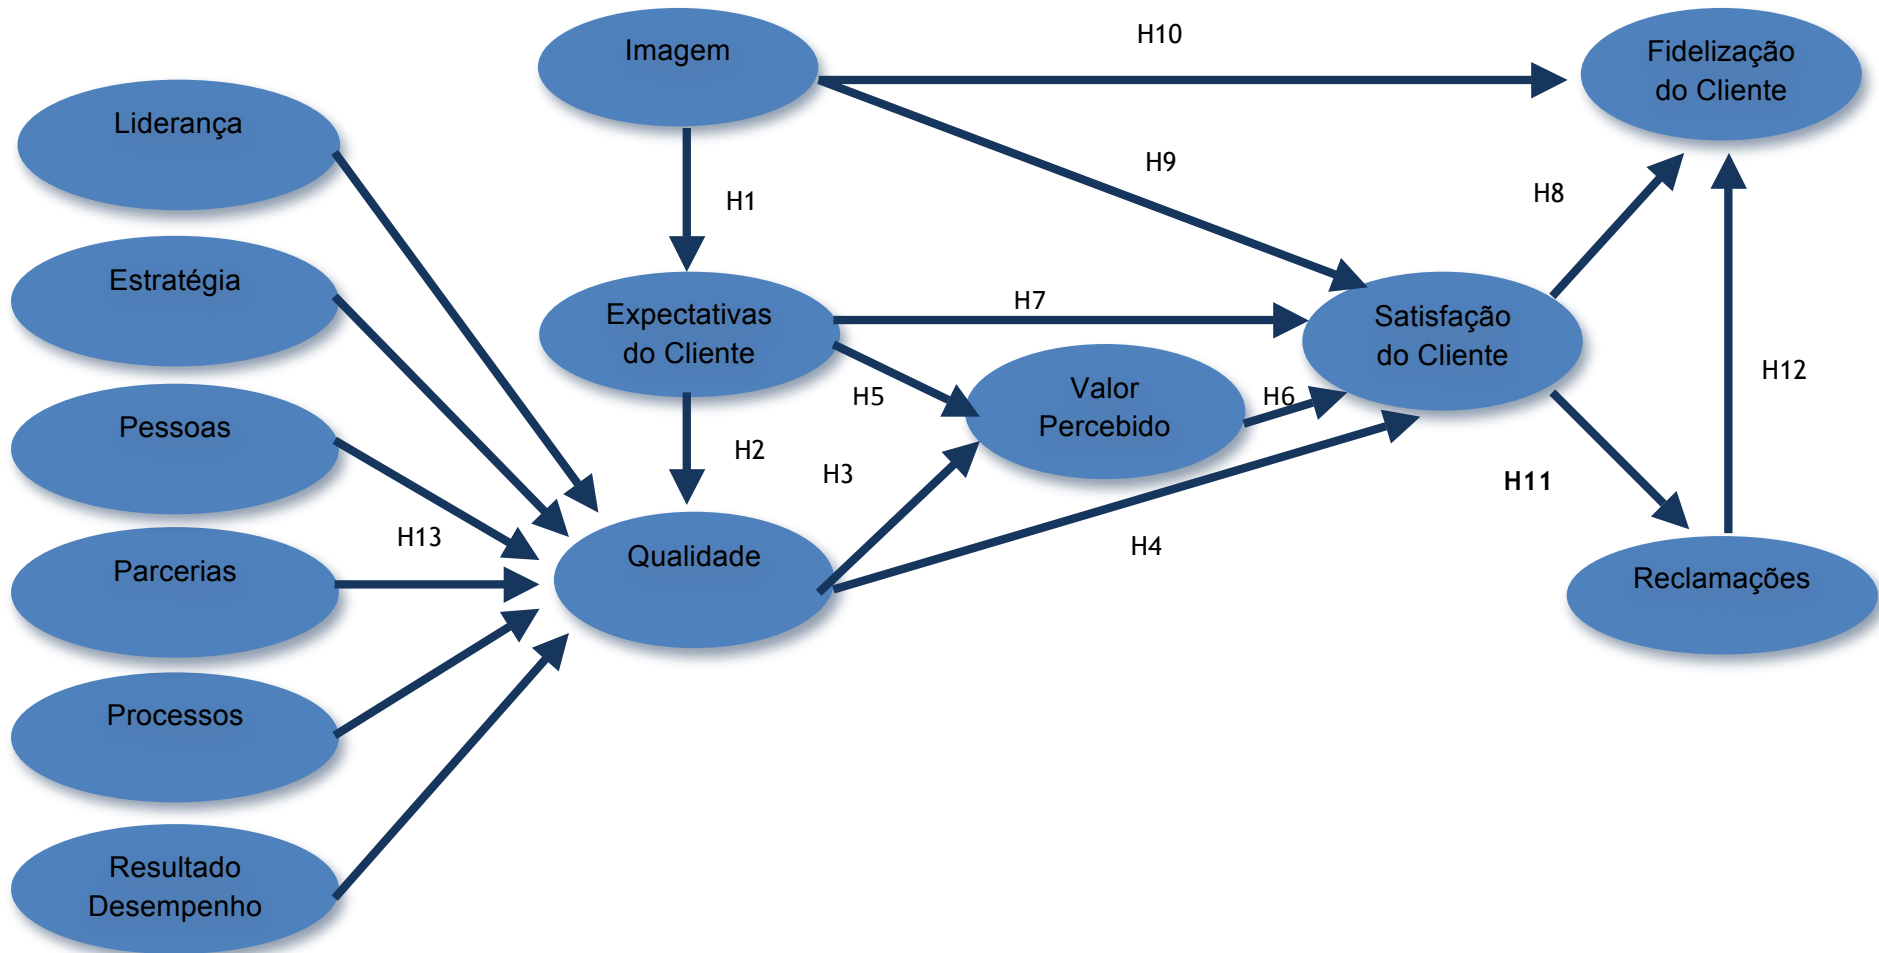 Imagem
H10
Fidelização
do Cliente
Liderança
H9
H8
H1
Estratégia
Expectativas
do Cliente
H7
Satisfação
do Cliente
H12
H5
Valor
Percebido
H6
Pessoas
H2
H3
H11
H13
Qualidade
H4
Parcerias
Reclamações
Processos
Resultado
Desempenho